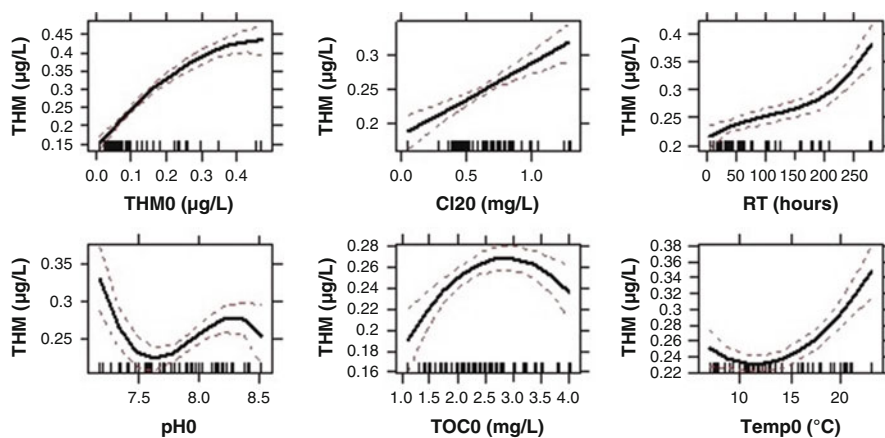 THM (µg/L)
0.45
0.4
0.35
0.3
0.25
0.2
0.15
0.0 0.1 0.2 0.3 0.4
THM0 (µg/L)
THM (µg/L)
0.3
0.25
0.2
0.0 0.5 1.0
Cl20 (mg/L)
THM (µg/L)
0.4
0.35
0.3
0.25
0.2
0 50 100 150 200 250
RT (hours)
THM (µg/L)
0.35
0.3
0.25
7.5 8.0 8.5
pH0
THM (µg/L)
0.28
0.26
0.24
0.22
0.2
0.18
0.16
1.0 1.5 2.0 2.5 3.0 3.5 4.0
TOC0 (mg/L)
THM (µg/L)
0.38
0.36
0.34
0.32
0.3
0.28
0.26
0.24
0.22
10 15 20
Temp0 (°C)